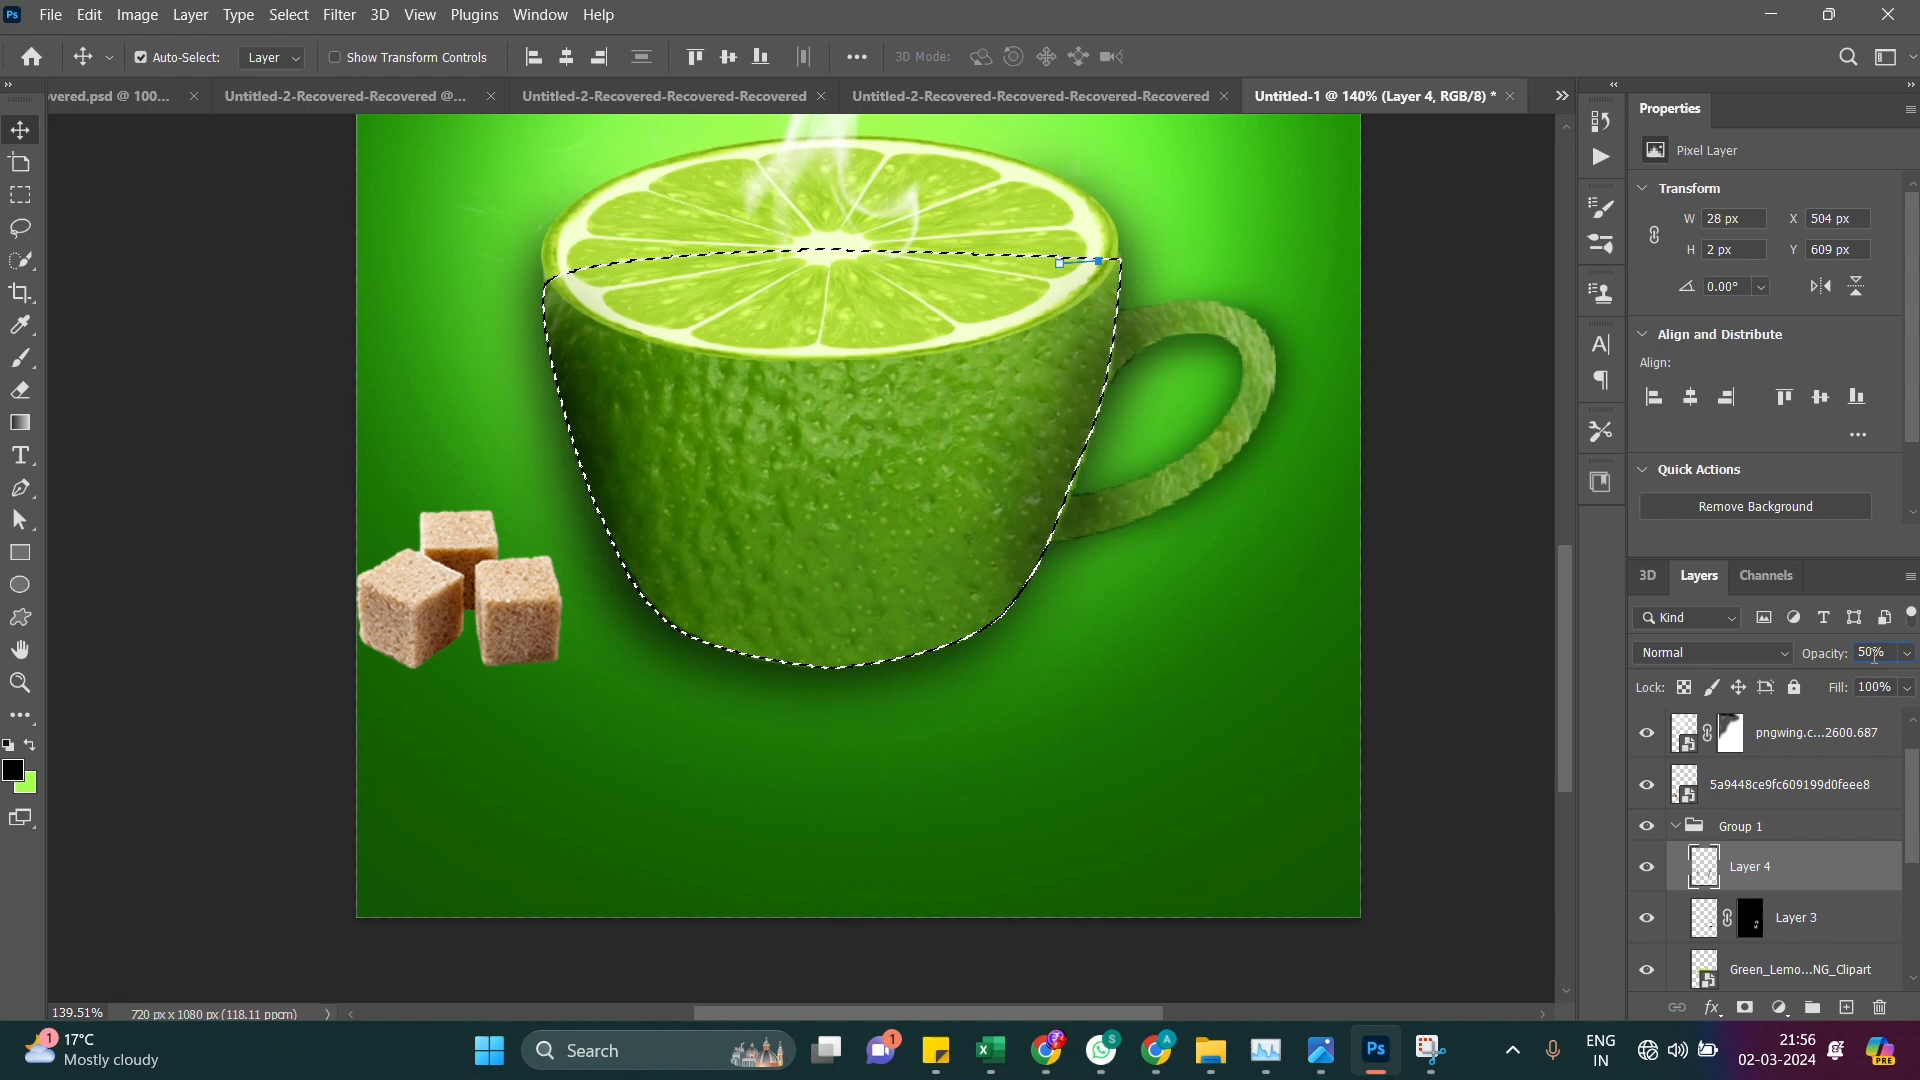 Ps File Edit Image Layer Type Select Filter 3D View Plugins Window Help
Auto-Select: Layer Show Transform Controls 3D Mode:
vered.psd @ 100... Untitled-2-Recovered-Recovered @... Untitled-2-Recovered-Recovered-Recovered Untitled-2-Recovered-Recovered-Recovered-Recovered Untitled-1 @ 140% (Layer 4, RGB/8) *
Properties
Pixel Layer
Transform
W 28 px X 504 px
H 2 px Y 609 px
0.00°
Align and Distribute
Align:
Quick Actions
Remove Background
3D Layers Channels
Kind
Normal Opacity: 50%
Lock: Fill: 100%
pngwing.c...2600.687
5a9448ce9fc609199d0feee8
Group 1
Layer 4
Layer 3
Green_Lemo...NG_Clipart
139.51% 720 px x 1080 px (118.11 ppcm)
1 17°C
Mostly cloudy
Search
1
S
A
Ps
ENG
IN
21:56
02-03-2024
PRE